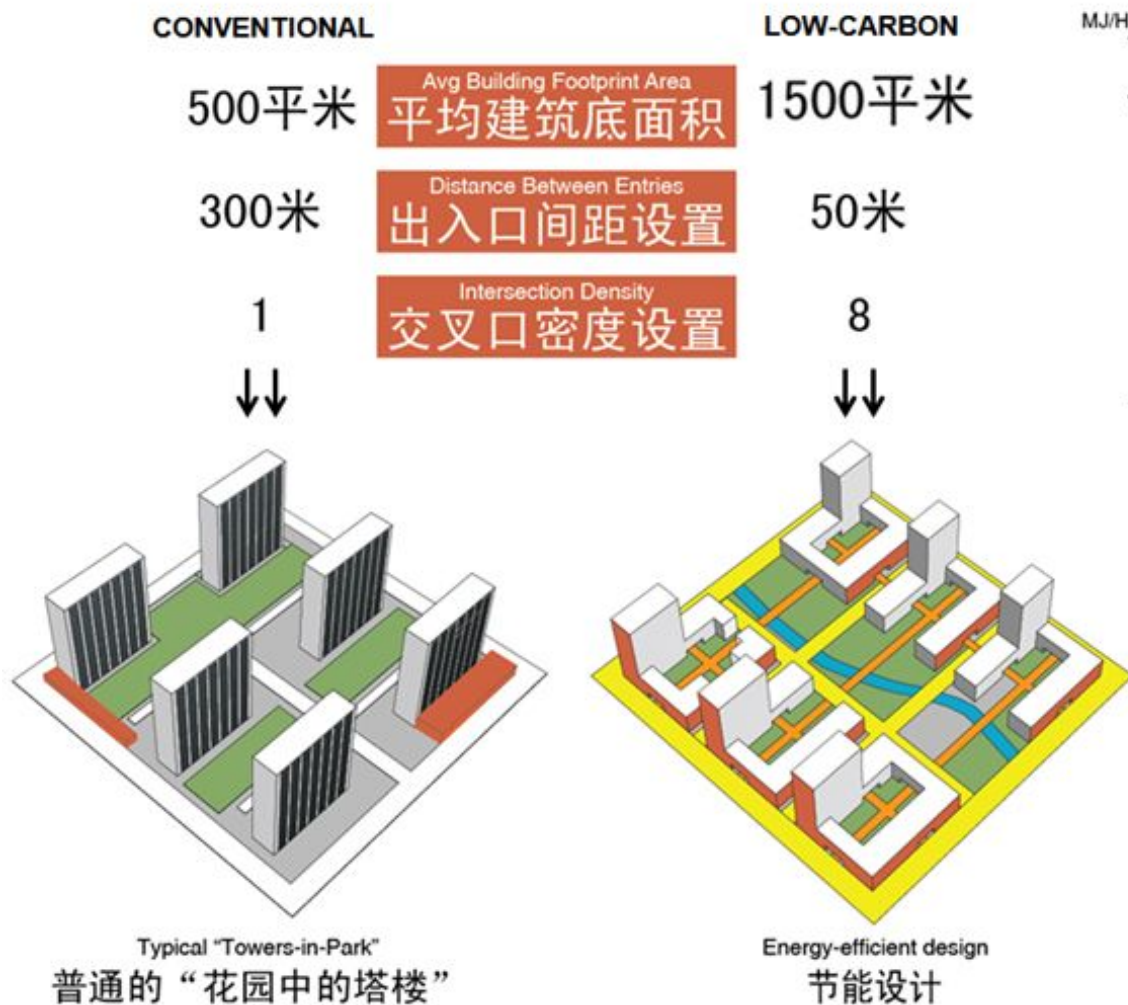 CONVENTIONAL
LOW-CARBON
MJ/H
500平米
Avg Building Footprint Area
平均建筑底面积
1500平米
300米
Distance Between Entries
出入口间距设置
50米
1
Intersection Density
交叉口密度设置
8
Typical "Towers-in-Park"
普通的“花园中的塔楼”
Energy-efficient design
节能设计